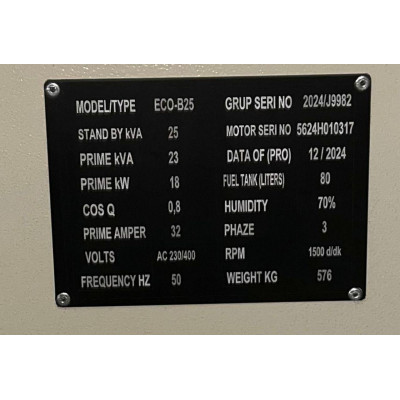 MODEL/TYPE ECO-B25 GRUP SERI NO 2024/J9982
STAND BY kVA 25 MOTOR SERI NO 5624H010317
PRIME kVA 23 DATA OF (PRO) 12 / 2024
PRIME kW 18 FUEL TANK (LITERS) 80
COS Q 0,8 HUMIDITY 70%
PRIME AMPER 32 PHAZE 3
VOLTS AC 230/400 RPM 1500 d/dk
FREQUENCY HZ 50 WEIGHT KG 576